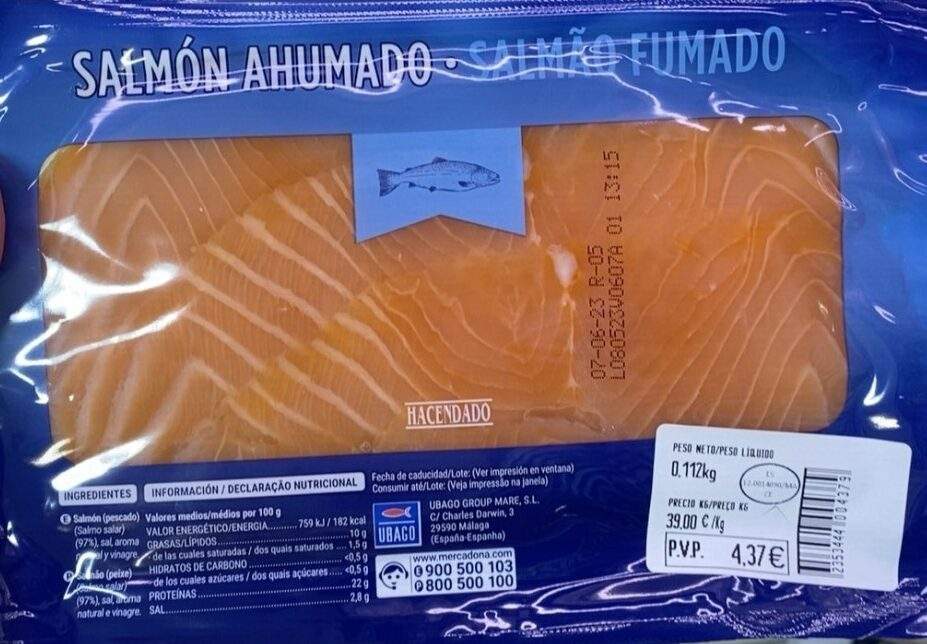 SALMÓN AHUMADO · SALMÃO FUMADO
07-06-23 R-05
L080523V0607A 01 13:15
HACENDADO
INGREDIENTES
E Salmón (pescado)
(Salmo salar)
(97%), sal, aroma
y vinagre.
P (peixe)
salar)
(97%), sal, aroma
natural e vinagre.
INFORMACIÓN / DECLARAÇÃO NUTRICIONAL
Valores medios/médios por 100 g
VALOR ENERGÉTICO/ENERGIA.... 759 kJ / 182 kcal
GRASAS/LÍPIDOS.... 10 g
- de las cuales saturadas / dos quais saturados.... 1,5 g
HIDRATOS DE CARBONO.... <0,5 g
- de los cuales azúcares / dos quais açúcares.... <0,5 g
PROTEÍNAS.... 22 g
SAL.... 2,8 g
Fecha de caducidad/Lote: (Ver impresión en ventana)
Consumir até/Lote: (Veja impressão na janela)
UBAGO
UBAGO GROUP MARE, S.L.
C/ Charles Darwin, 3
29590 Málaga
(España-Espanha)
www.mercadona.com
E 900 500 103
P 800 500 100
PESO NETO/PESO LÍQUIDO
0,112kg
ES
12.0014090/MA
CE
PRECIO KG/PREÇO KG
39,00 €/Kg
P.V.P. 4,37€
2353444 004379